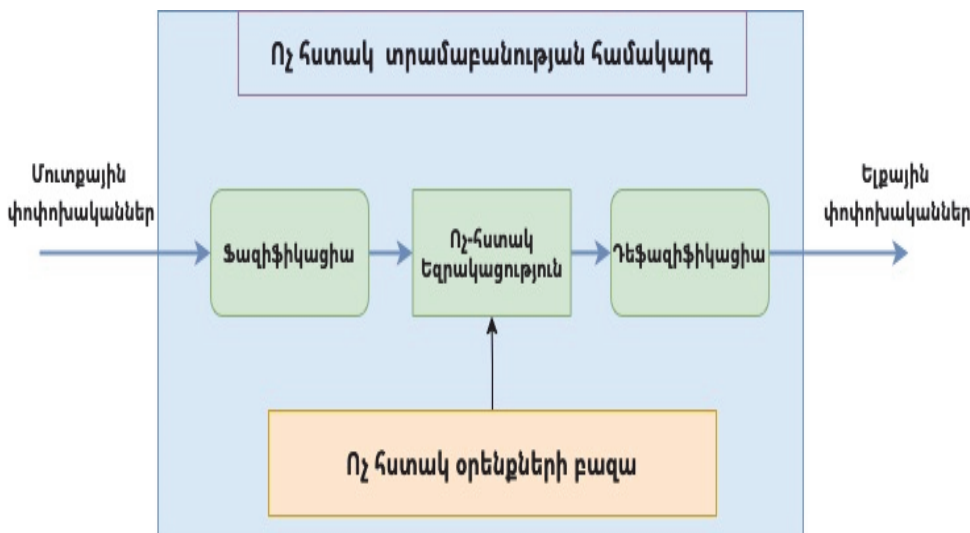 Ոչ հստակ տրամաբանության համակարգ
Մուտքային
փոփոխականներ
Ֆազիֆիկացիա
Ոչ-հստակ
Եզրակացություն
Դեֆազիֆիկացիա
Ելքային
փոփոխականներ
Ոչ հստակ օրենքների բազա